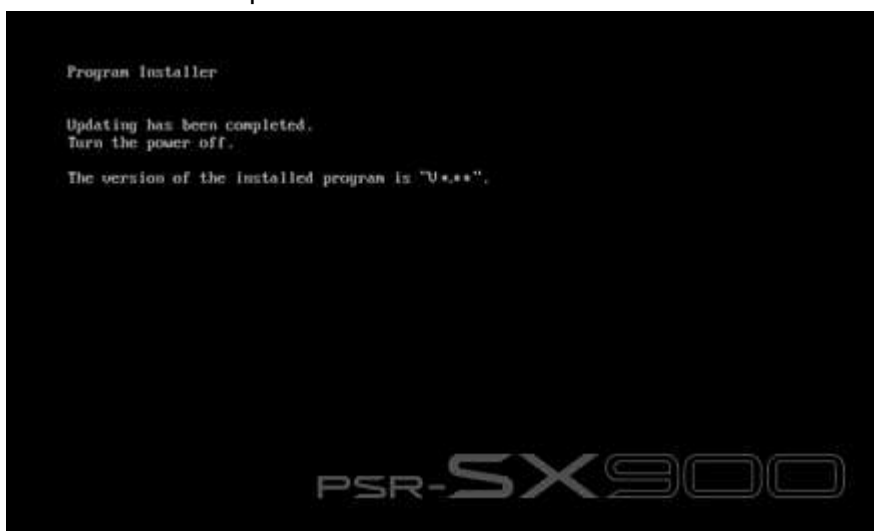 Program Installer
Updating has been completed.
Turn the power off.
The version of the installed program is "V*.**".
PSR-SX900